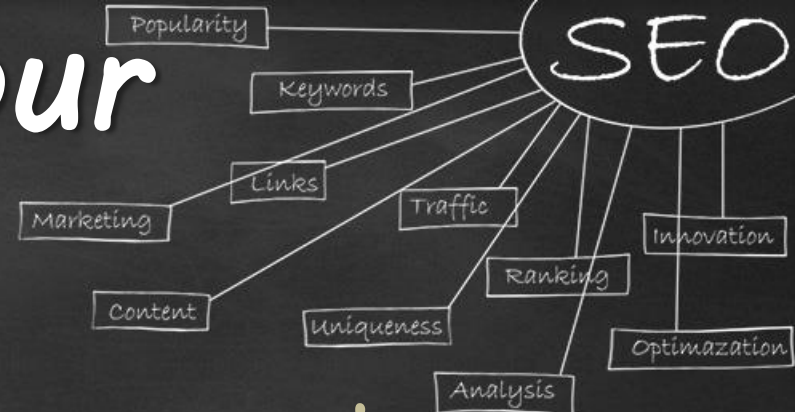 SEO
Popularity
our
Keywords
Links
Marketing
Traffic
Innovation
Ranking
Content
Uniqueness
Optimazation
Analysis